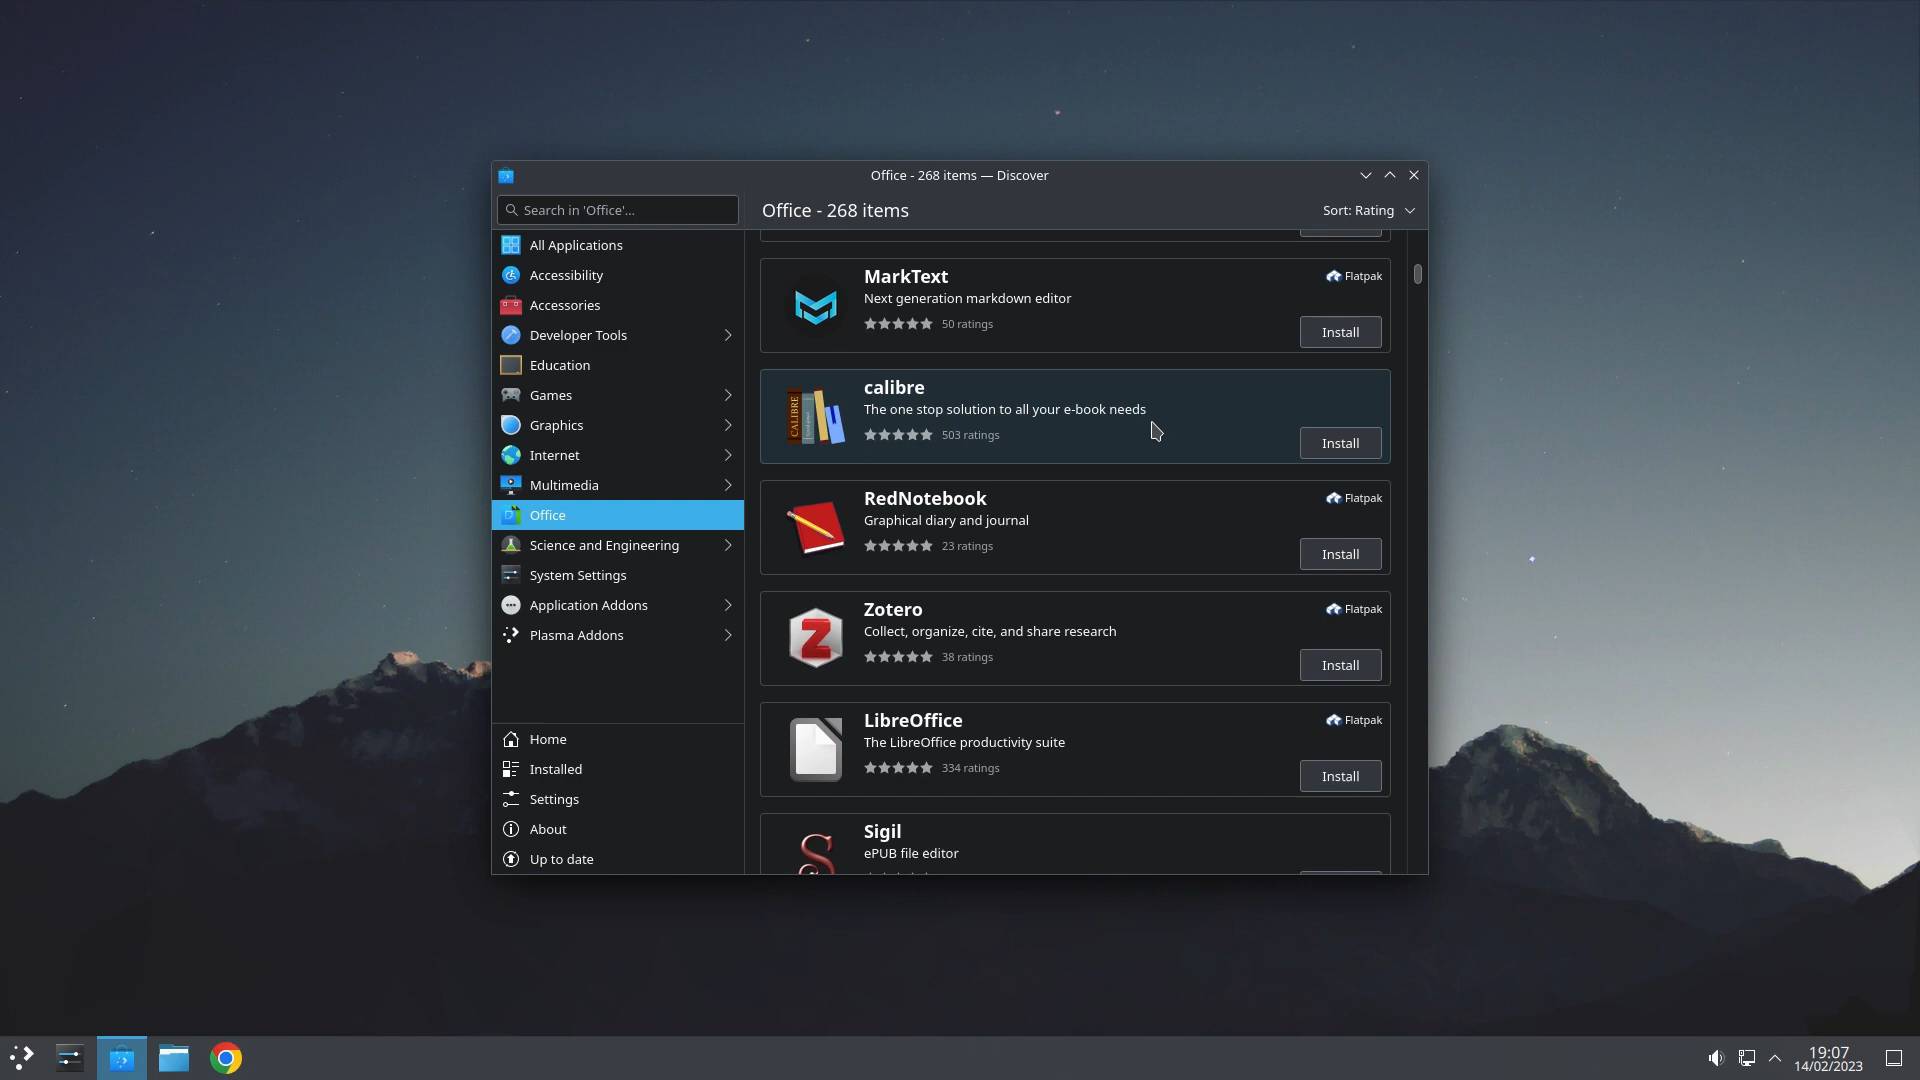 Office - 268 items — Discover
Search in 'Office'...
Office - 268 items
Sort: Rating
All Applications
Accessibility
Accessories
Developer Tools
Education
Games
Graphics
Internet
Multimedia
Office
Science and Engineering
System Settings
Application Addons
Plasma Addons
Home
Installed
Settings
About
Up to date
MarkText
Flatpak
Next generation markdown editor
50 ratings
Install
CALIBRE
calibre
The one stop solution to all your e-book needs
503 ratings
Install
RedNotebook
Flatpak
Graphical diary and journal
23 ratings
Install
Z
Zotero
Flatpak
Collect, organize, cite, and share research
38 ratings
Install
LibreOffice
Flatpak
The LibreOffice productivity suite
334 ratings
Install
S
Sigil
ePUB file editor
19:07
14/02/2023